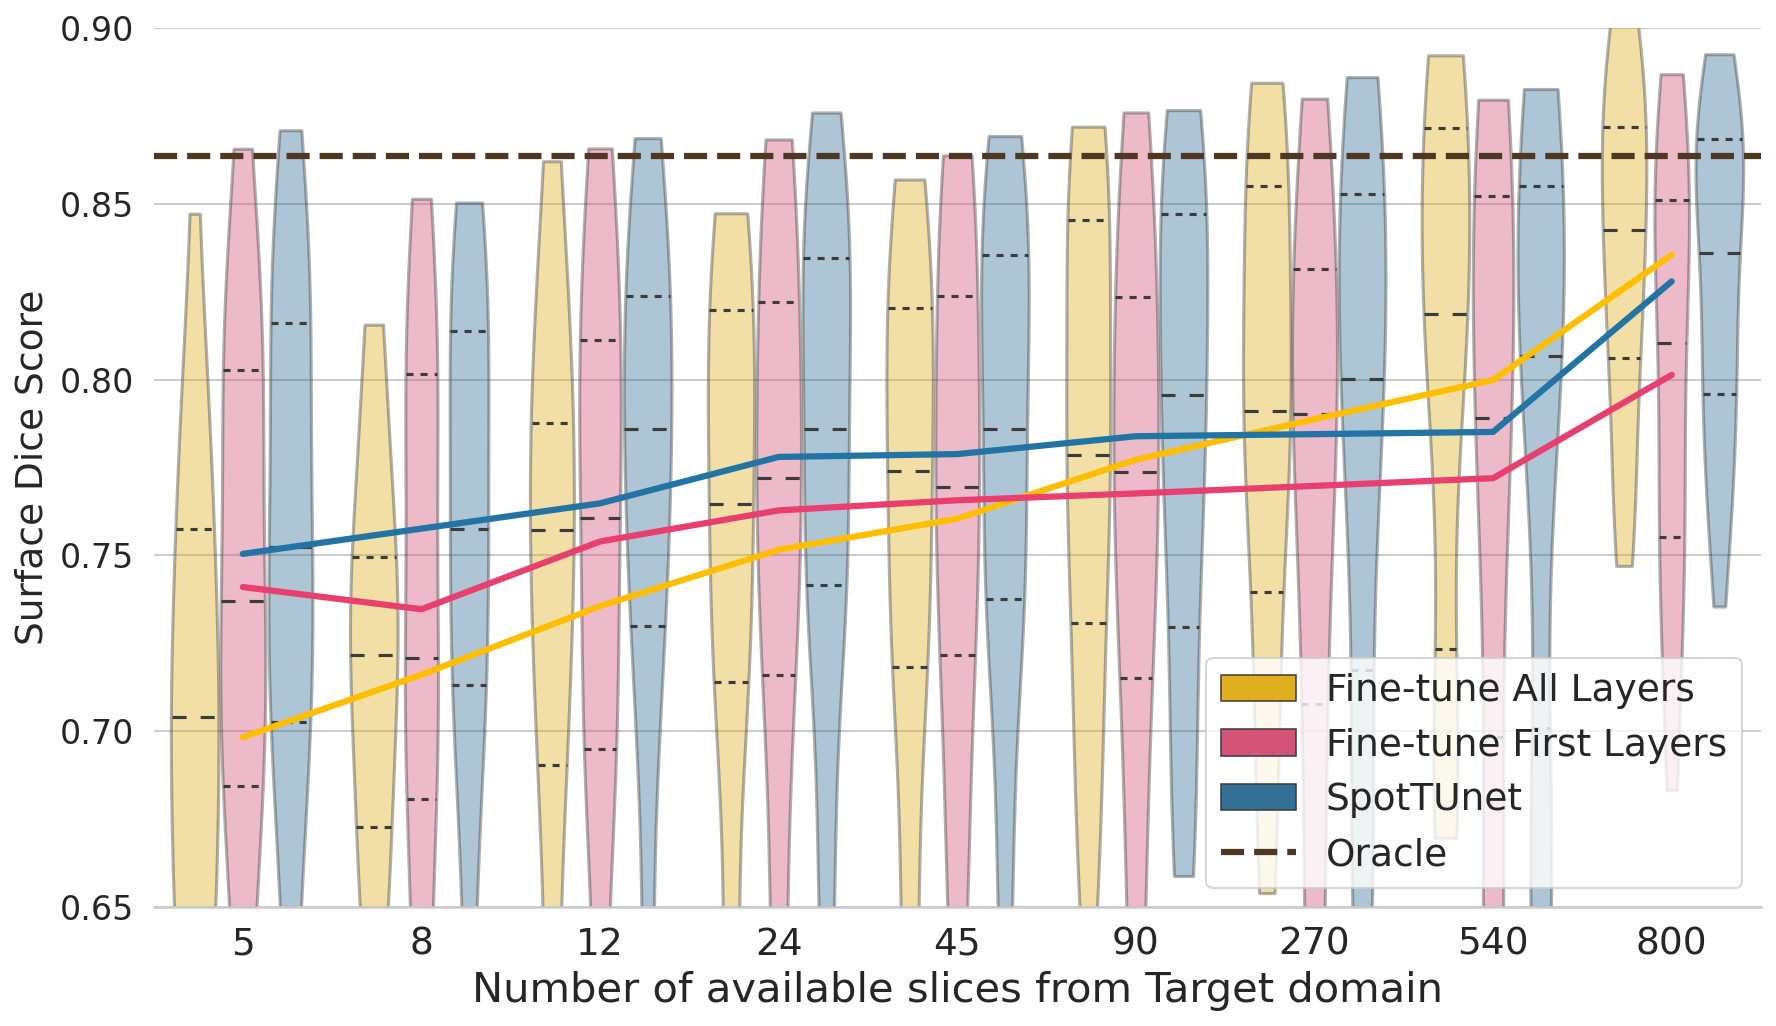 0.90
0.85
0.80
0.75
0.70
0.65
Surface Dice Score
5 8 12 24 45 90 270 540 800
Number of available slices from Target domain
Fine-tune All Layers
Fine-tune First Layers
SpotTUnet
Oracle